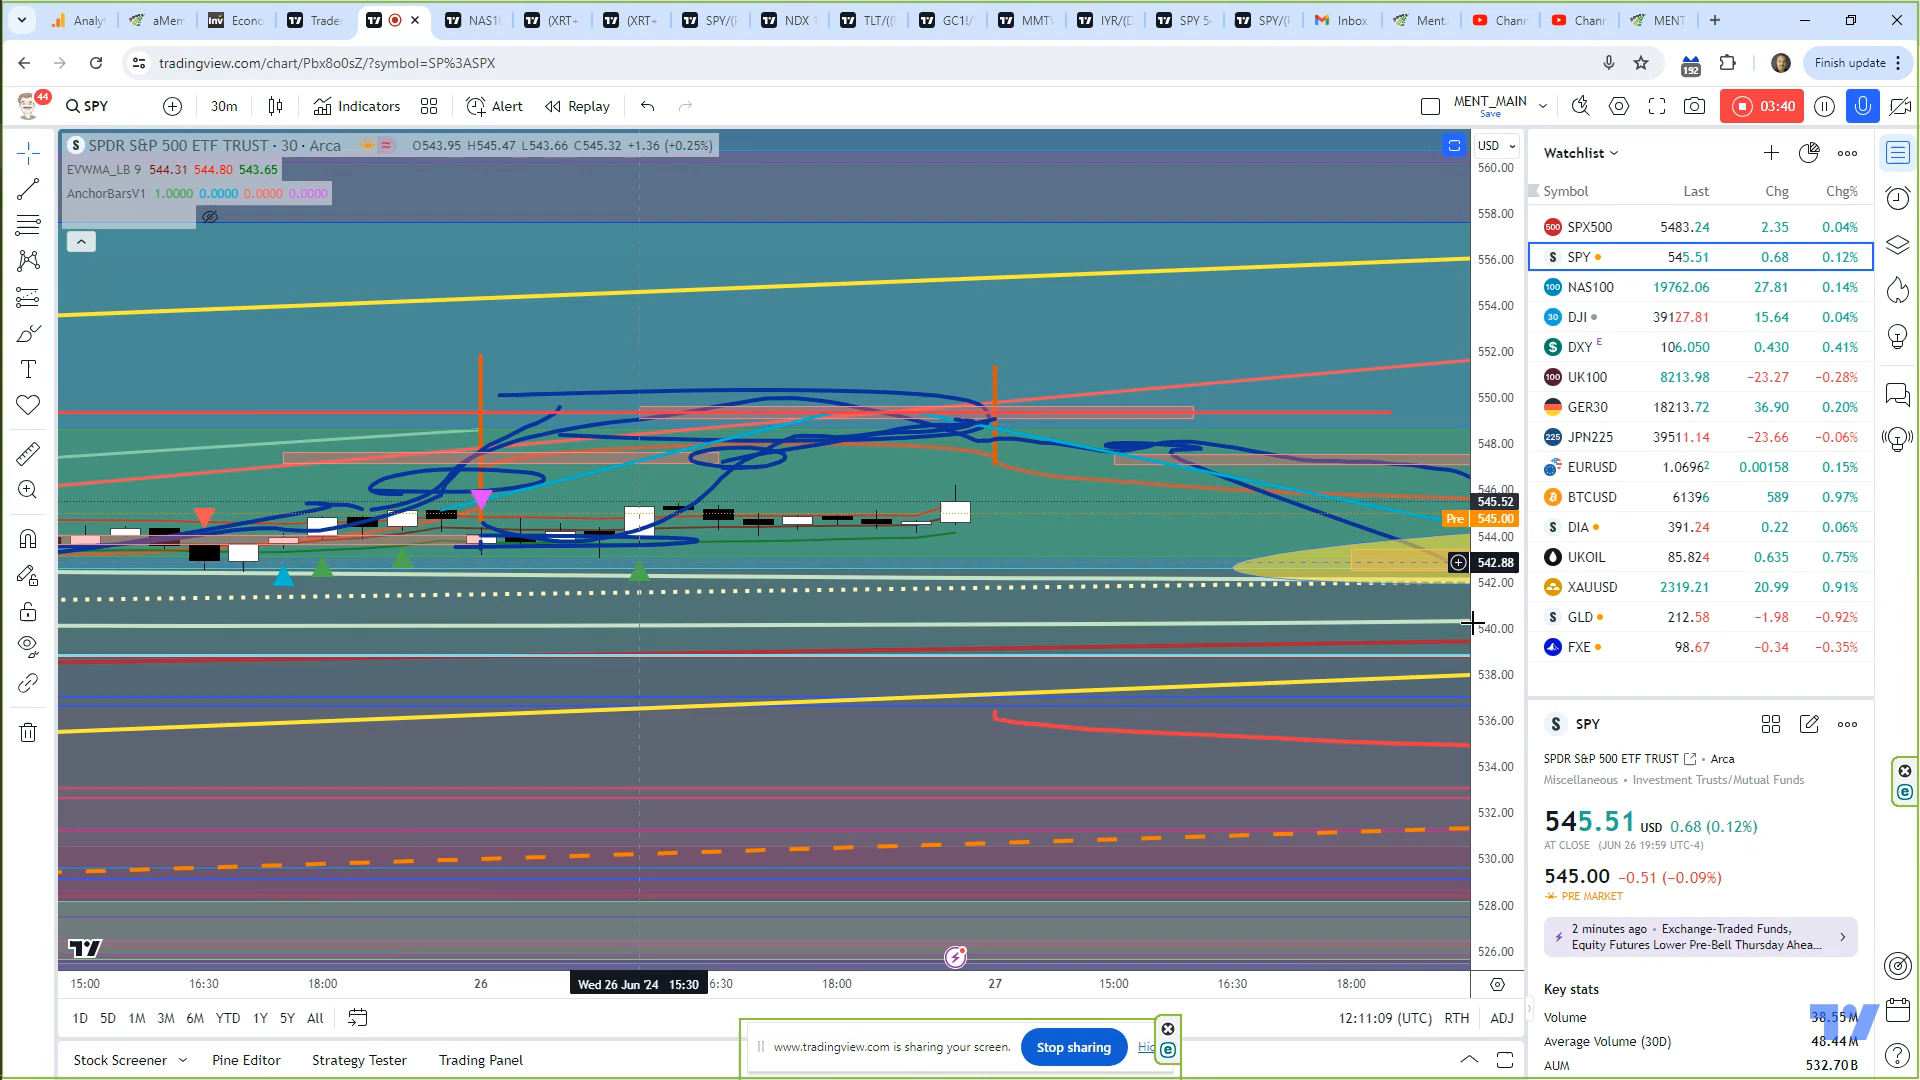 Analyt
aMem
Inv Econo
Trader
NAS10
(XRT+
(XRT+
SPY/(R
NDX 1
TLT/((
GC1!/
MMTW
IYR/(D
SPY 54
SPY/(R
Inbox
Ment.
Chann
Chann
MENT
tradingview.com/chart/Pbx8o0sZ/?symbol=SP%3ASPX
192
Finish update
44
SPY
30m
Indicators
Alert
Replay
MENT_MAIN
Save
03:40
SPDR S&P 500 ETF TRUST · 30 · Arca O543.95 H545.47 L543.66 C545.32 +1.36 (+0.25%)
EVWMA_LB 9 544.31 544.80 543.65
AnchorBarsV1 1.0000 0.0000 0.0000 0.0000
USD
560.00
558.00
556.00
554.00
552.00
550.00
548.00
546.00
545.52
Pre 545.00
544.00
542.88
542.00
540.00
538.00
536.00
534.00
532.00
530.00
528.00
526.00
15:00 16:30 18:00 26 Wed 26 Jun '24 15:30 6:30 18:00 27 15:00 16:30 18:00
1D 5D 1M 3M 6M YTD 1Y 5Y All
12:11:09 (UTC) RTH ADJ
Stock Screener Pine Editor Strategy Tester Trading Panel
www.tradingview.com is sharing your screen. Stop sharing Hid
Watchlist
Symbol Last Chg Chg%
SPX500 5483.24 2.35 0.04%
SPY 545.51 0.68 0.12%
NAS100 19762.06 27.81 0.14%
DJI 39127.81 15.64 0.04%
DXY E 106.050 0.430 0.41%
UK100 8213.98 −23.27 −0.28%
GER30 18213.72 36.90 0.20%
JPN225 39511.14 −23.66 −0.06%
EURUSD 1.06962 0.00158 0.15%
BTCUSD 61396 589 0.97%
DIA 391.24 0.22 0.06%
UKOIL 85.824 0.635 0.75%
XAUUSD 2319.21 20.99 0.91%
GLD 212.58 −1.98 −0.92%
FXE 98.67 −0.34 −0.35%
SPY
SPDR S&P 500 ETF TRUST • Arca
Miscellaneous • Investment Trusts/Mutual Funds
545.51 USD 0.68 (0.12%)
AT CLOSE (JUN 26 19:59 UTC-4)
545.00 −0.51 (−0.09%)
PRE MARKET
2 minutes ago • Exchange-Traded Funds,
Equity Futures Lower Pre-Bell Thursday Ahea...
Key stats
Volume 38.55M
Average Volume (30D) 48.44M
AUM 532.70B